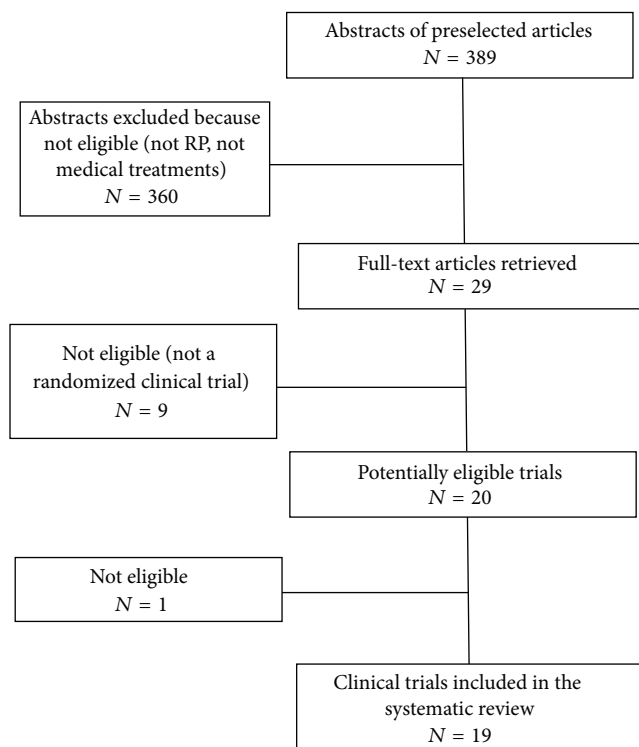 Abstracts of preselected articles
N = 389
Abstracts excluded because
not eligible (not RP, not
medical treatments)
N = 360
Full-text articles retrieved
N = 29
Not eligible (not a
randomized clinical trial)
N = 9
Potentially eligible trials
N = 20
Not eligible
N = 1
Clinical trials included in the
systematic review
N = 19